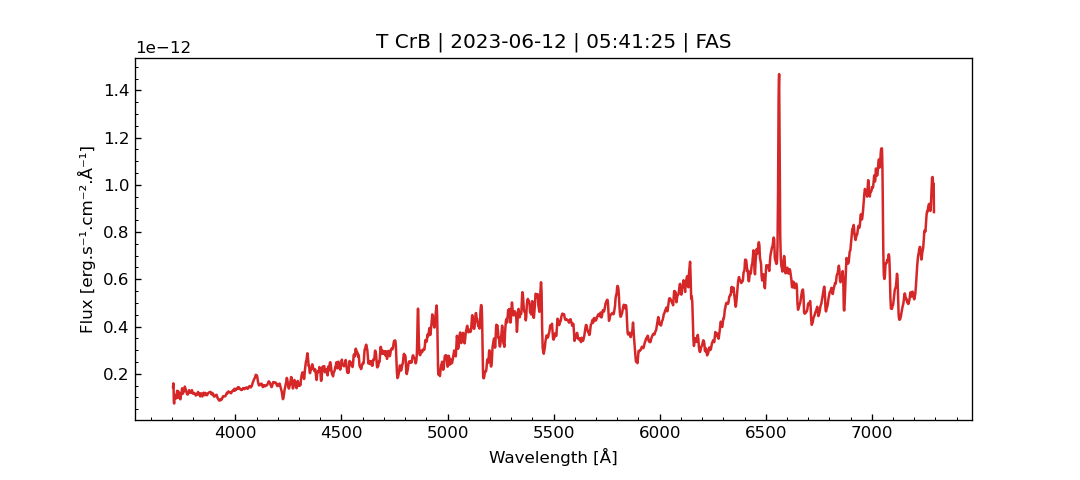 T CrB | 2023-06-12 | 05:41:25 | FAS
1e−12
1.4
1.2
1.0
0.8
0.6
0.4
0.2
Flux [erg.s⁻¹.cm⁻².Å⁻¹]
4000 4500 5000 5500 6000 6500 7000
Wavelength [Å]